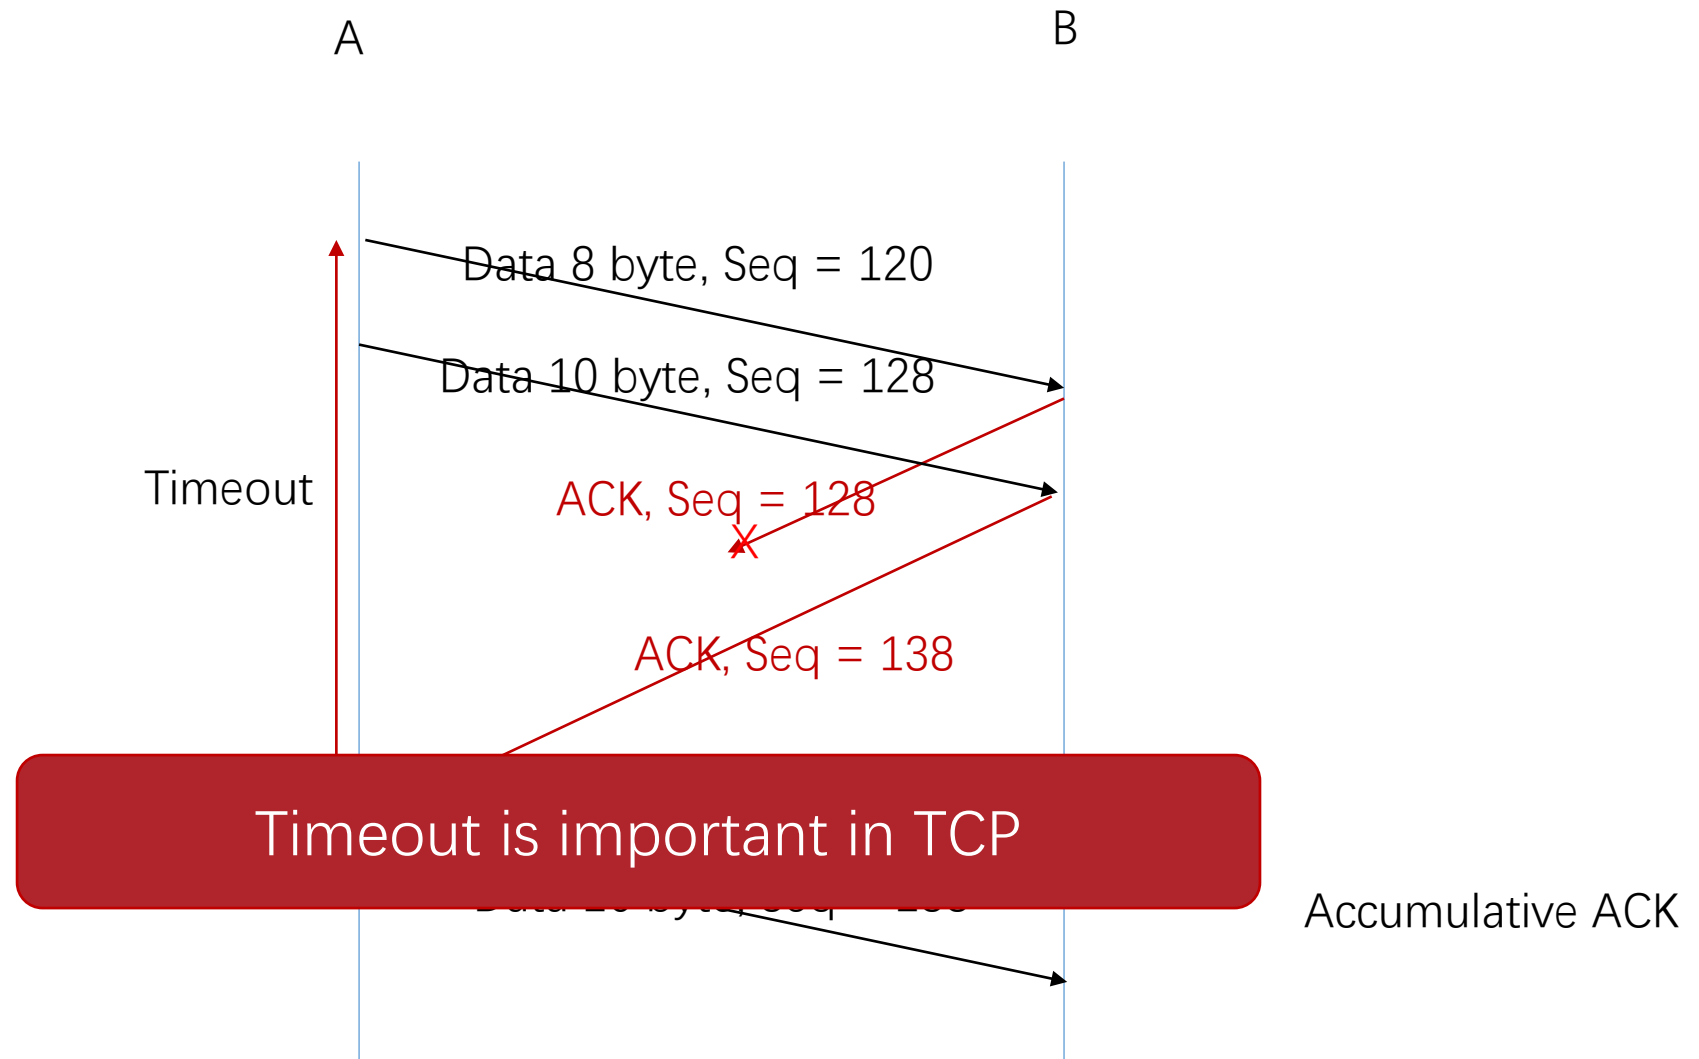 A
B
Data 8 byte, Seq = 120
Data 10 byte, Seq = 128
Timeout
ACK, Seq = 128
X
ACK, Seq = 138
Timeout is important in TCP
Accumulative ACK